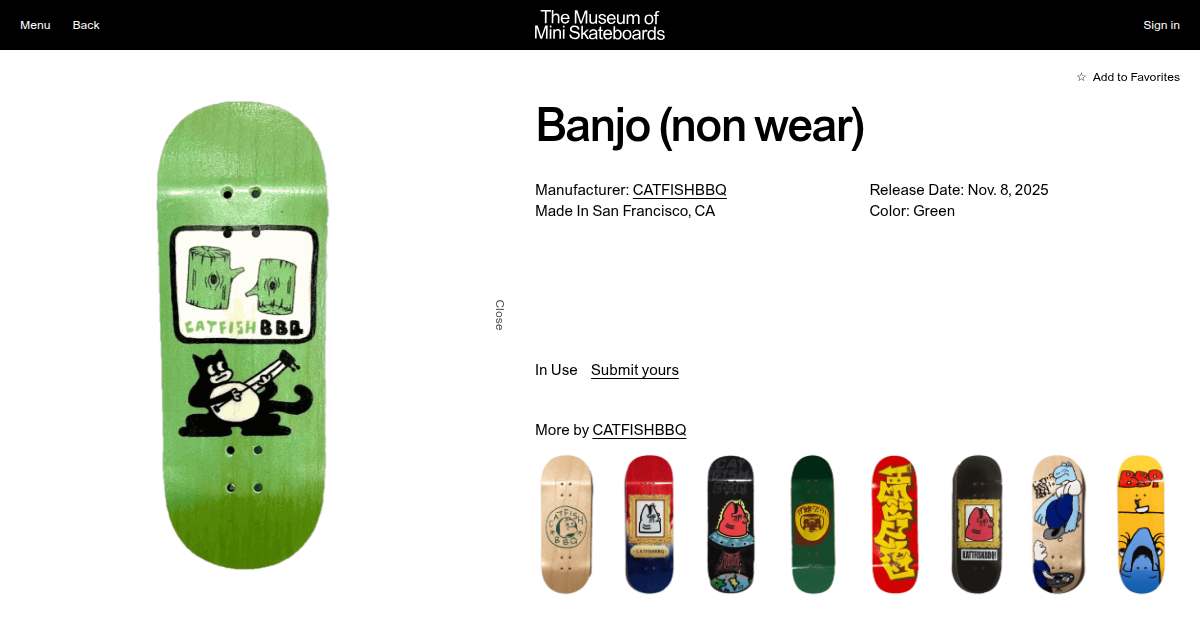 Menu
Back
The Museum of
Mini Skateboards
Sign in
☆ Add to Favorites
Banjo (non wear)
Manufacturer: CATFISHBBQ
Made In San Francisco, CA
Release Date: Nov. 8, 2025
Color: Green
CATFISHBBQ
Close
In Use
Submit yours
More by CATFISHBBQ
CATFISH
BBQ
CATFISHBBQ
CATFISH
CATFISHBBQ